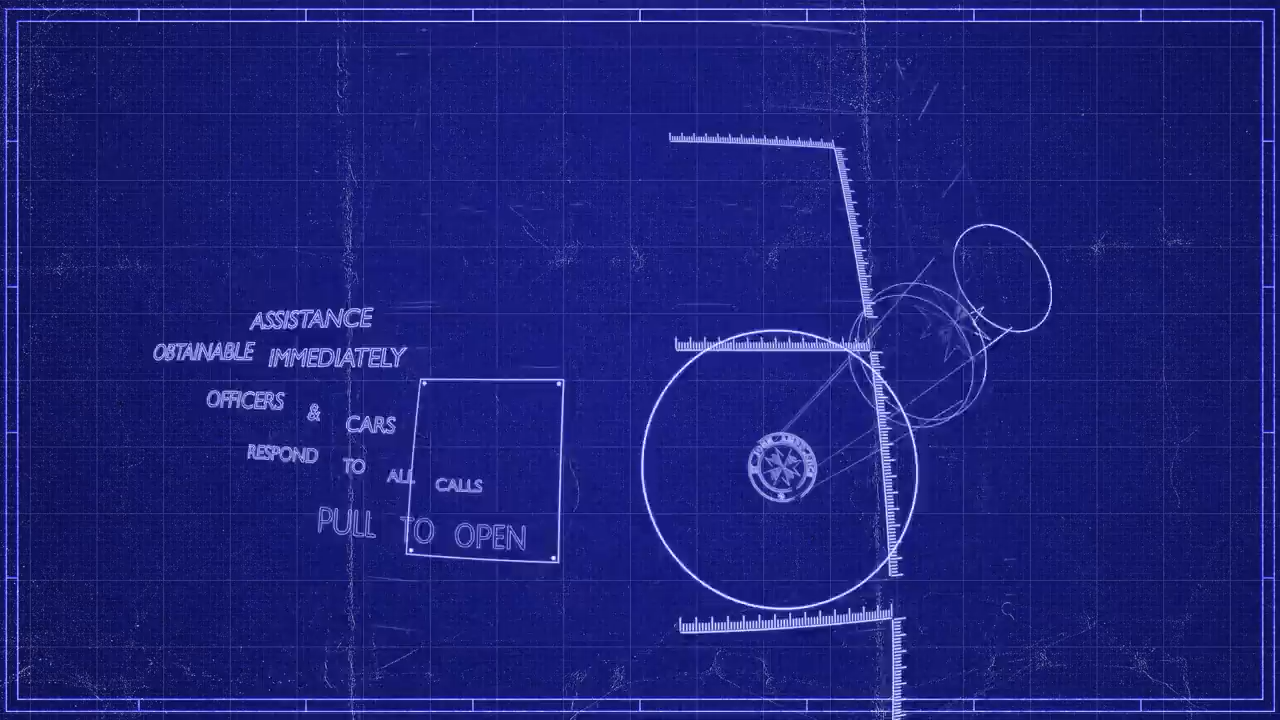 ASSISTANCE
OBTAINABLE IMMEDIATELY
OFFICERS & CARS
RESPOND TO ALL CALLS
PULL TO OPEN